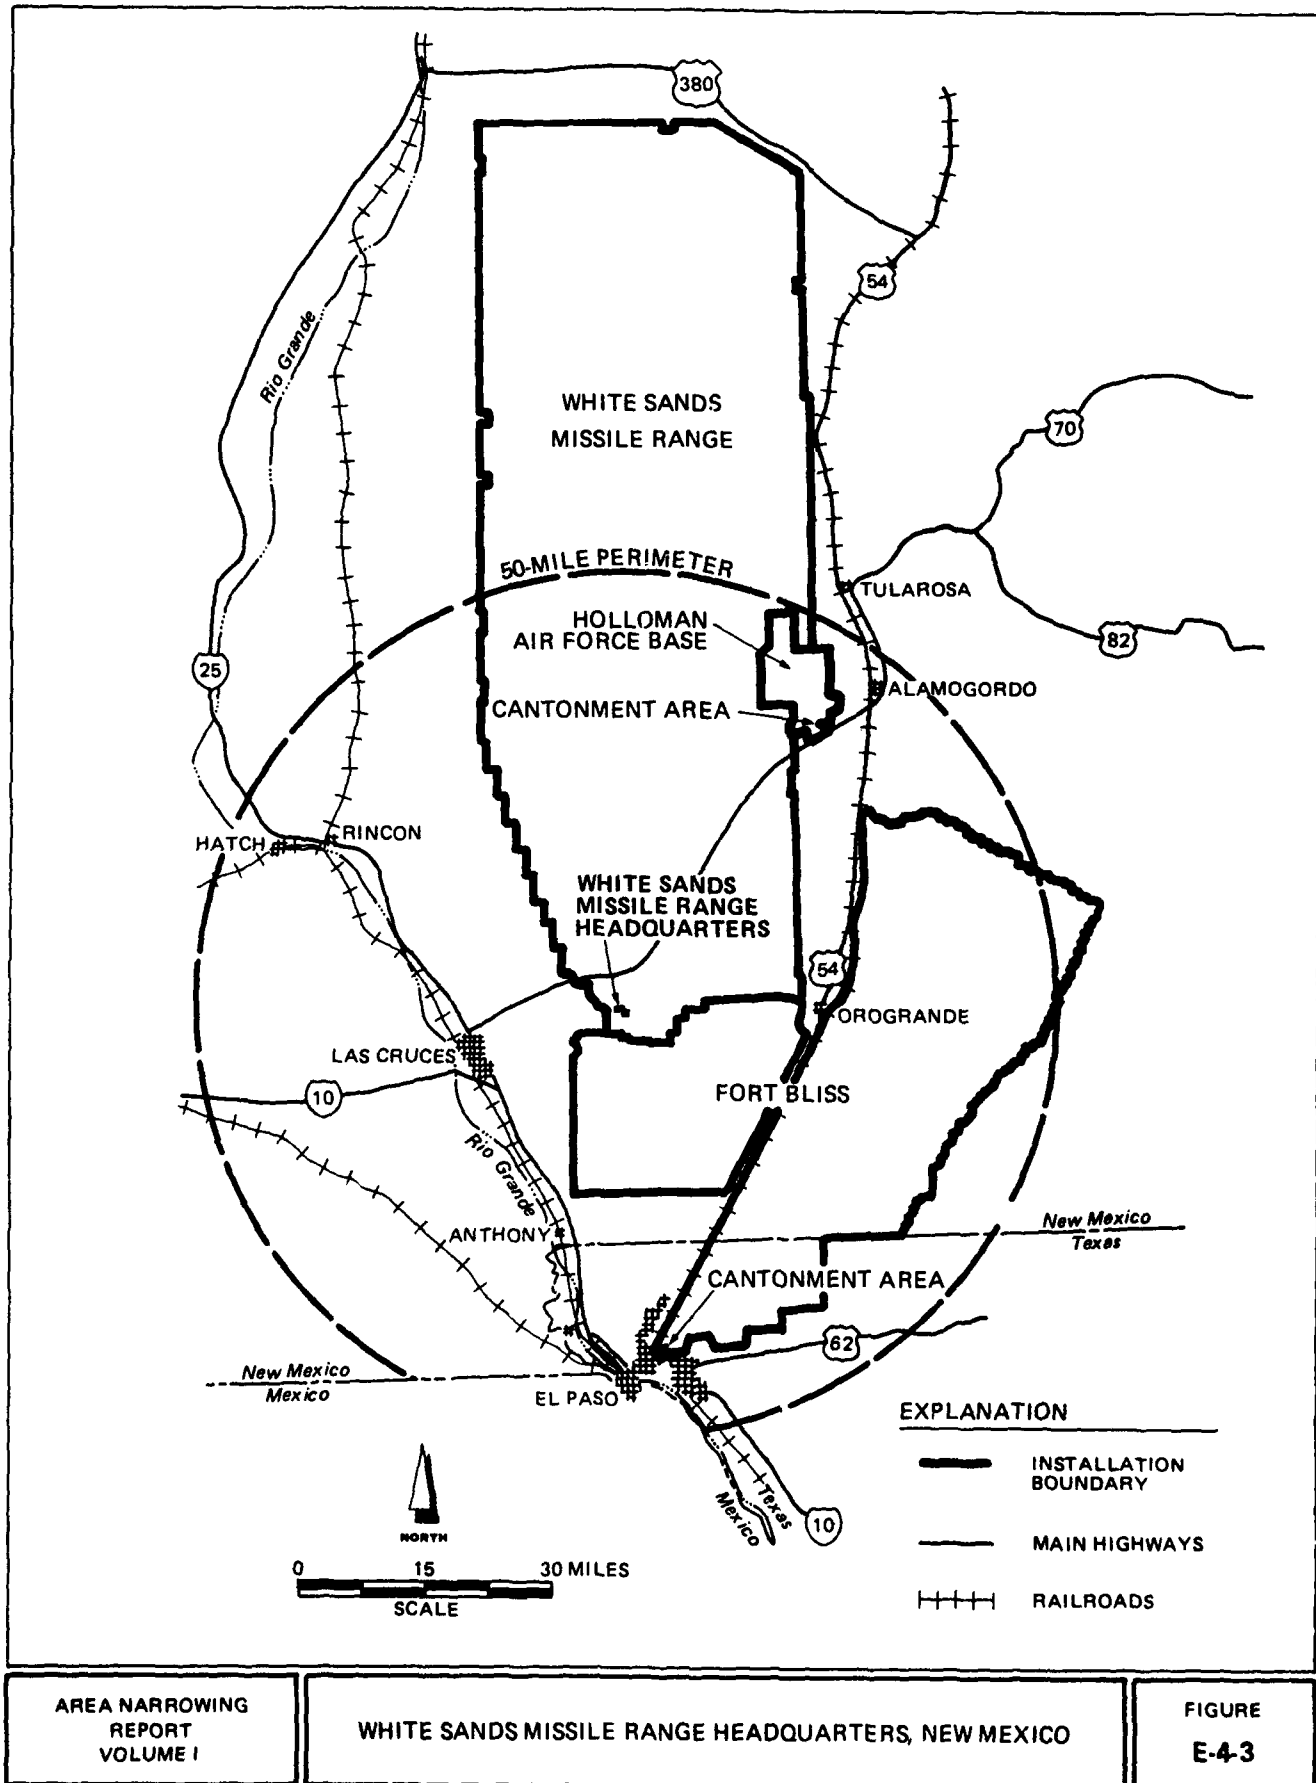 380
54
Rio Grande
WHITE SANDS
MISSILE RANGE
70
50-MILE PERIMETER
TULAROSA
HOLLOMAN
AIR FORCE BASE
82
25
ALAMOGORDO
CANTONMENT AREA
RINCON
HATCH
WHITE SANDS
MISSILE RANGE
HEADQUARTERS
54
OROGRANDE
LAS CRUCES
10
FORT BLISS
Rio Grande
ANTHONY
New Mexico
Texas
CANTONMENT AREA
62
New Mexico
Mexico
EL PASO
EXPLANATION
INSTALLATION
BOUNDARY
MAIN HIGHWAYS
RAILROADS
Texas
Mexico
10
NORTH
0 15 30 MILES
SCALE
AREA NARROWING
REPORT
VOLUME I
WHITE SANDS MISSILE RANGE HEADQUARTERS, NEW MEXICO
FIGURE
E-4-3